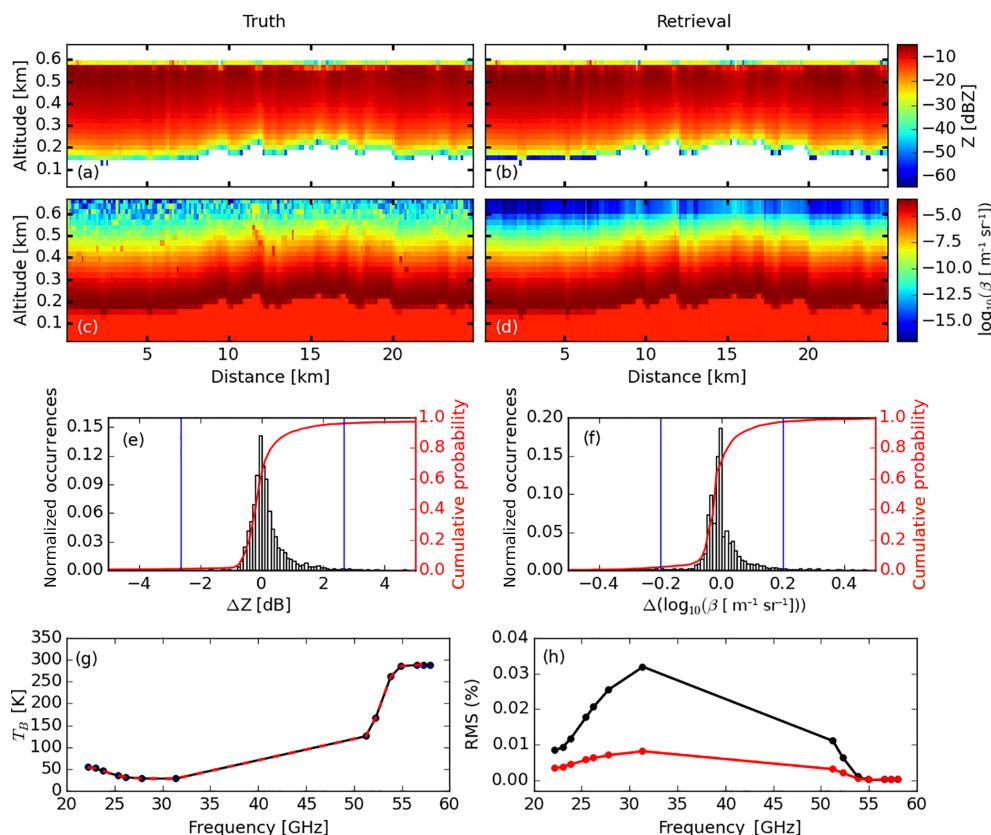 Truth
Retrieval
Altitude [km]
0.6
0.5
0.4
0.3
0.2
0.1
(a)
(b)
−10
−20
−30
−40
−50
−60
Z [dBZ]
Altitude [km]
0.6
0.5
0.4
0.3
0.2
0.1
(c)
(d)
−5.0
−7.5
−10.0
−12.5
−15.0
log₁₀(β [ m⁻¹ sr⁻¹])
5 10 15 20
5 10 15 20
Distance [km]
Distance [km]
Normalized occurrences
0.15
0.12
0.09
0.06
0.03
0.00
(e)
1.0
0.8
0.6
0.4
0.2
0.0
Cumulative probability
−4 −2 0 2 4
ΔZ [dB]
Normalized occurrences
0.20
0.15
0.10
0.05
0.00
(f)
1.0
0.8
0.6
0.4
0.2
0.0
Cumulative probability
−0.4 −0.2 0.0 0.2 0.4
Δ(log₁₀(β [ m⁻¹ sr⁻¹]))
T_B [K]
350
300
250
200
150
100
50
0
(g)
20 25 30 35 40 45 50 55 60
Frequency [GHz]
RMS (%)
0.04
0.03
0.02
0.01
0.00
(h)
20 25 30 35 40 45 50 55 60
Frequency [GHz]